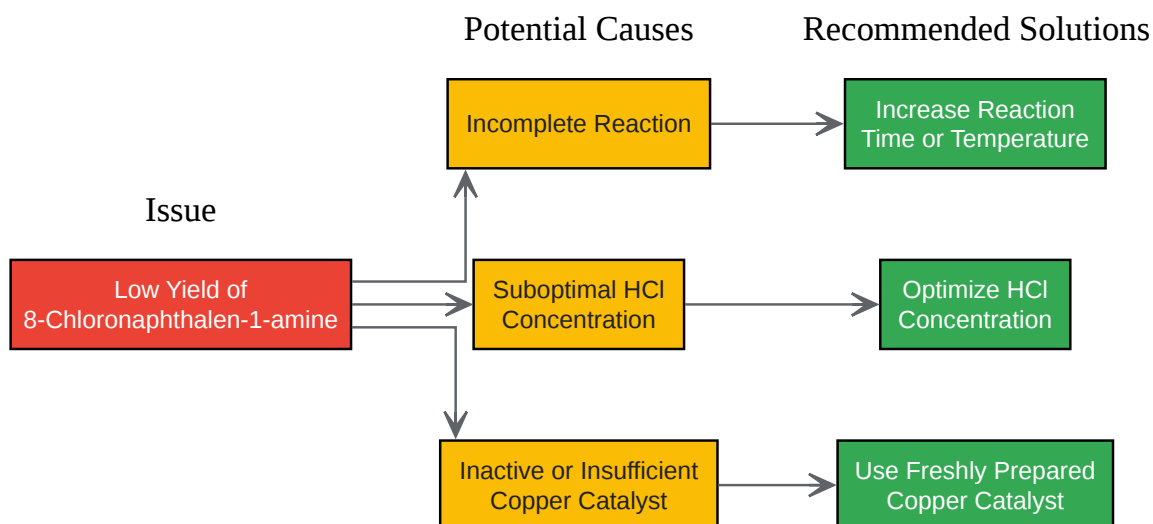 Potential Causes
Recommended Solutions
Incomplete Reaction
Increase Reaction
Time or Temperature
Issue
Low Yield of
8-Chloronaphthalen-1-amine
Suboptimal HCl
Concentration
Optimize HCl
Concentration
Inactive or Insufficient
Copper Catalyst
Use Freshly Prepared
Copper Catalyst